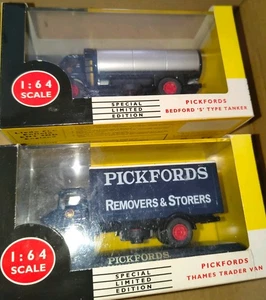 1:64
SCALE
SPECIAL
LIMITED
EDITION
PICKFORDS
BEDFORD 'S' TYPE TANKER
PICKFORDS
REMOVERS & STORERS
PICKFORDS
1:64
SCALE
SPECIAL
LIMITED
EDITION
PICKFORDS
THAMES TRADER VAN